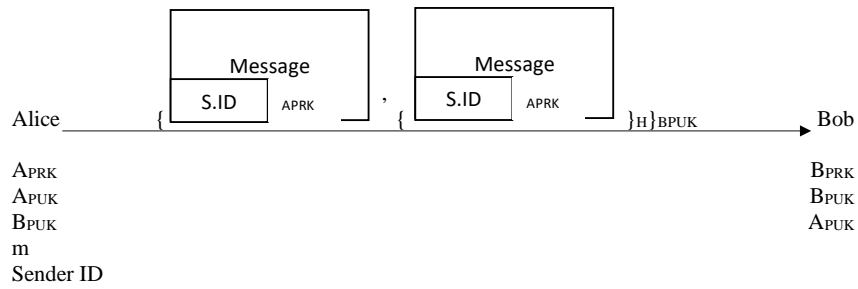 Message Message
S.ID APRK , S.ID APRK
Alice { { }H}BPUK Bob
APRK BPRK
APUK BPUK
BPUK APUK
m
Sender ID